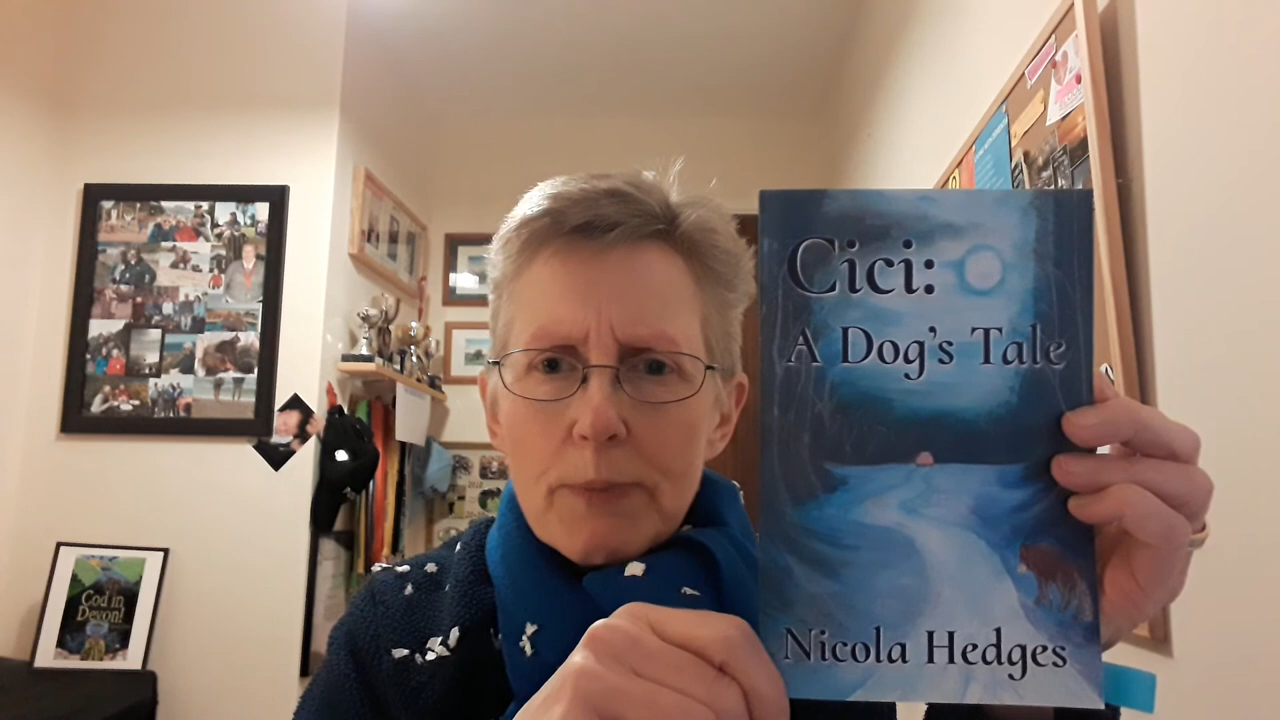 Cici:
A Dog's Tale
Nicola Hedges
Cod in
Devon!